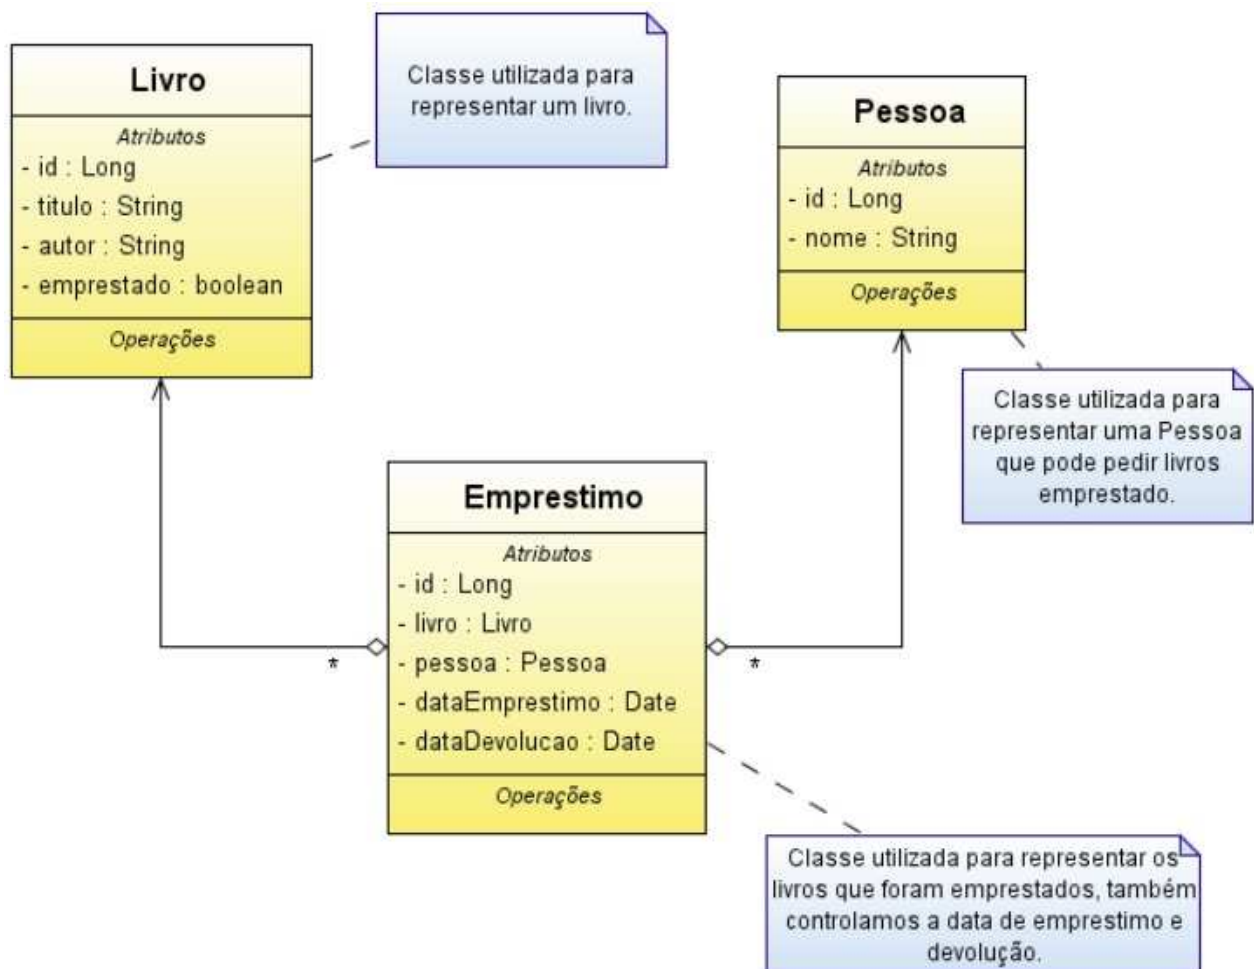 Livro
Atributos
- id : Long
- titulo : String
- autor : String
- emprestado : boolean
Operações
Classe utilizada para
representar um livro.
Pessoa
Atributos
- id : Long
- nome : String
Operações
Classe utilizada para
representar uma Pessoa
que pode pedir livros
emprestado.
Emprestimo
Atributos
- id : Long
- livro : Livro
- pessoa : Pessoa
- dataEmprestimo : Date
- dataDevolucao : Date
Operações
*
*
Classe utilizada para representar os
livros que foram emprestados, também
controlamos a data de emprestimo e
devolução.